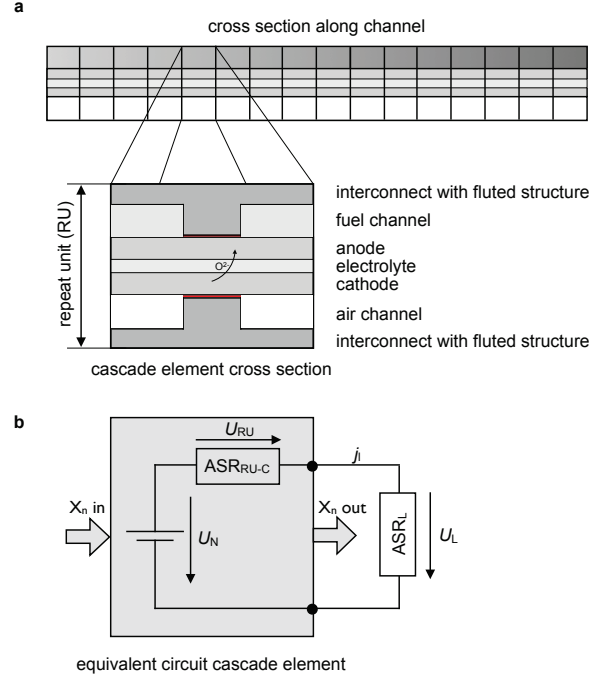 a
cross section along channel
repeat unit (RU)
interconnect with fluted structure
fuel channel
anode
electrolyte
cathode
air channel
interconnect with fluted structure
O²⁻
cascade element cross section
b
U_RU
ASR_RU-C
j_l
X_n in
X_n out
U_N
ASR_L
U_L
equivalent circuit cascade element